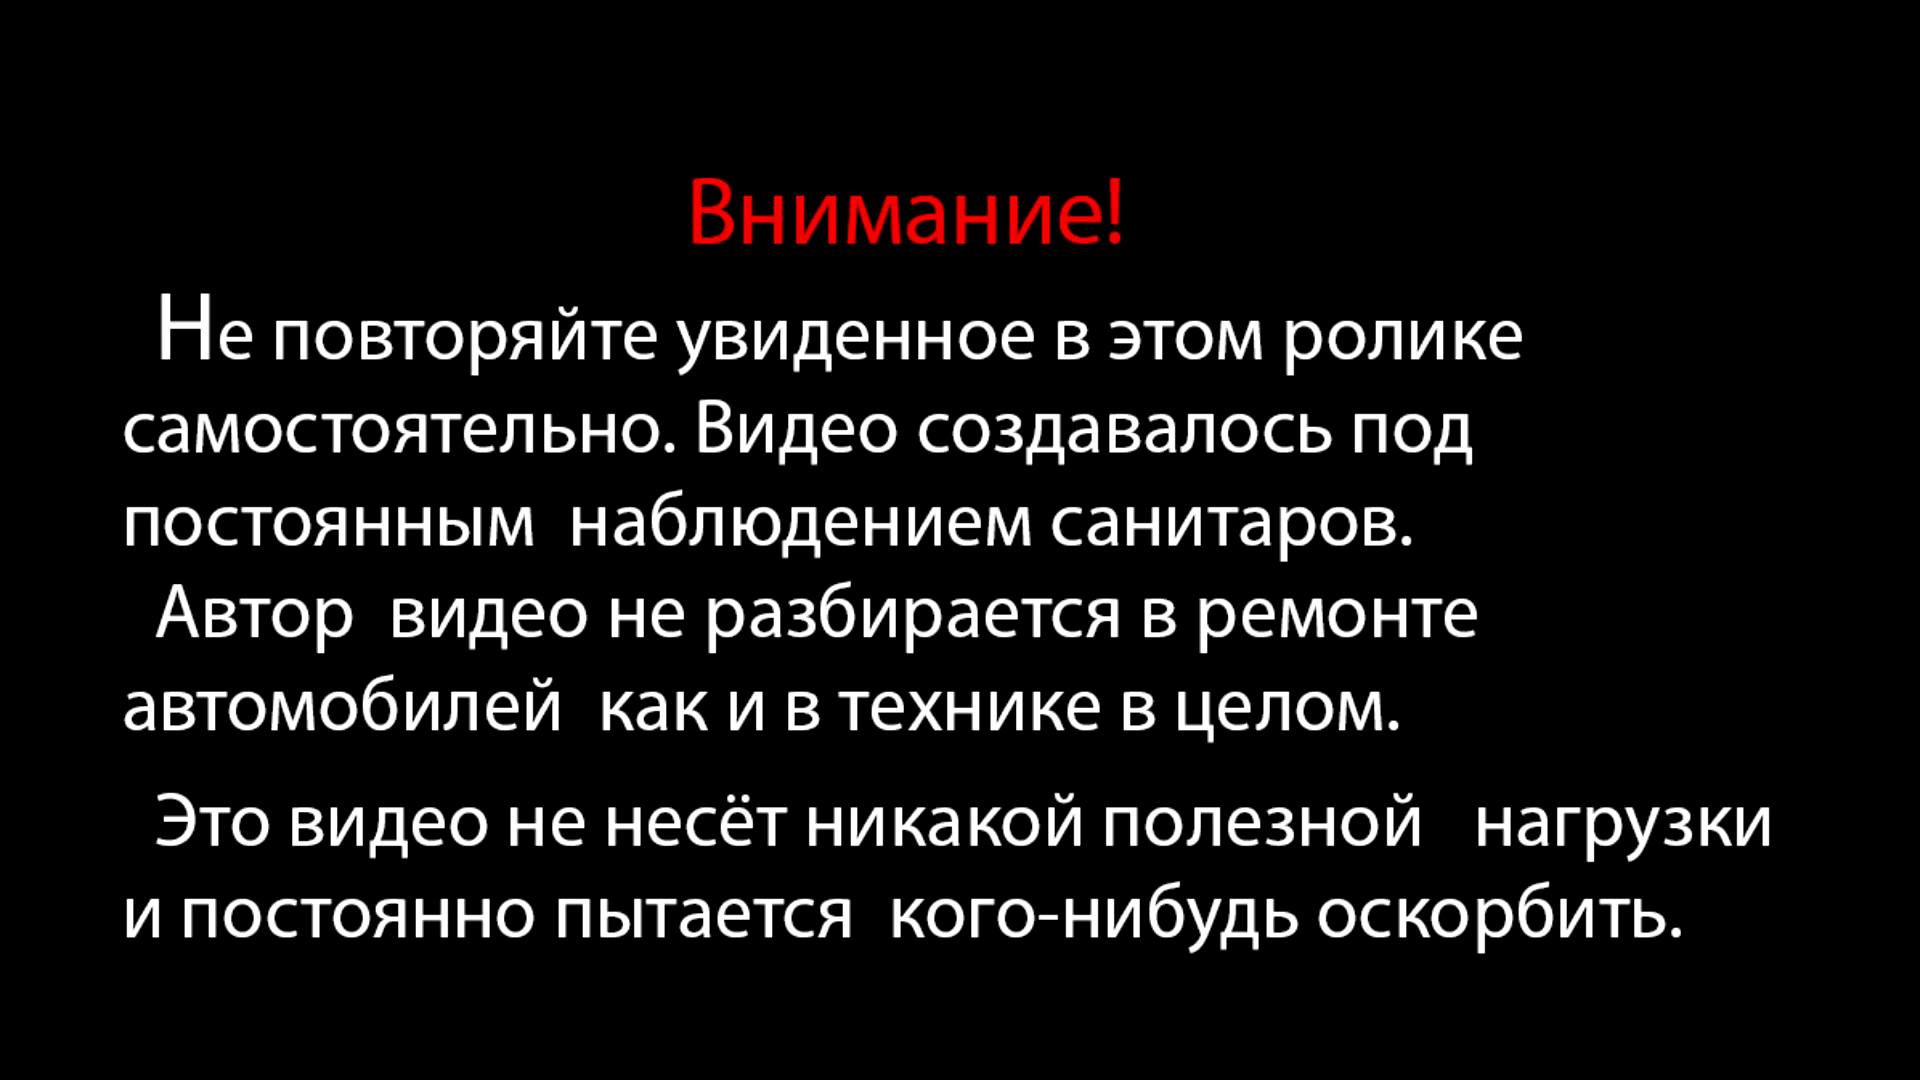 Внимание!
Не повторяйте увиденное в этом ролике
самостоятельно. Видео создавалось под
постоянным наблюдением санитаров.
Автор видео не разбирается в ремонте
автомобилей как и в технике в целом.
Это видео не несёт никакой полезной нагрузки
и постоянно пытается кого-нибудь оскорбить.